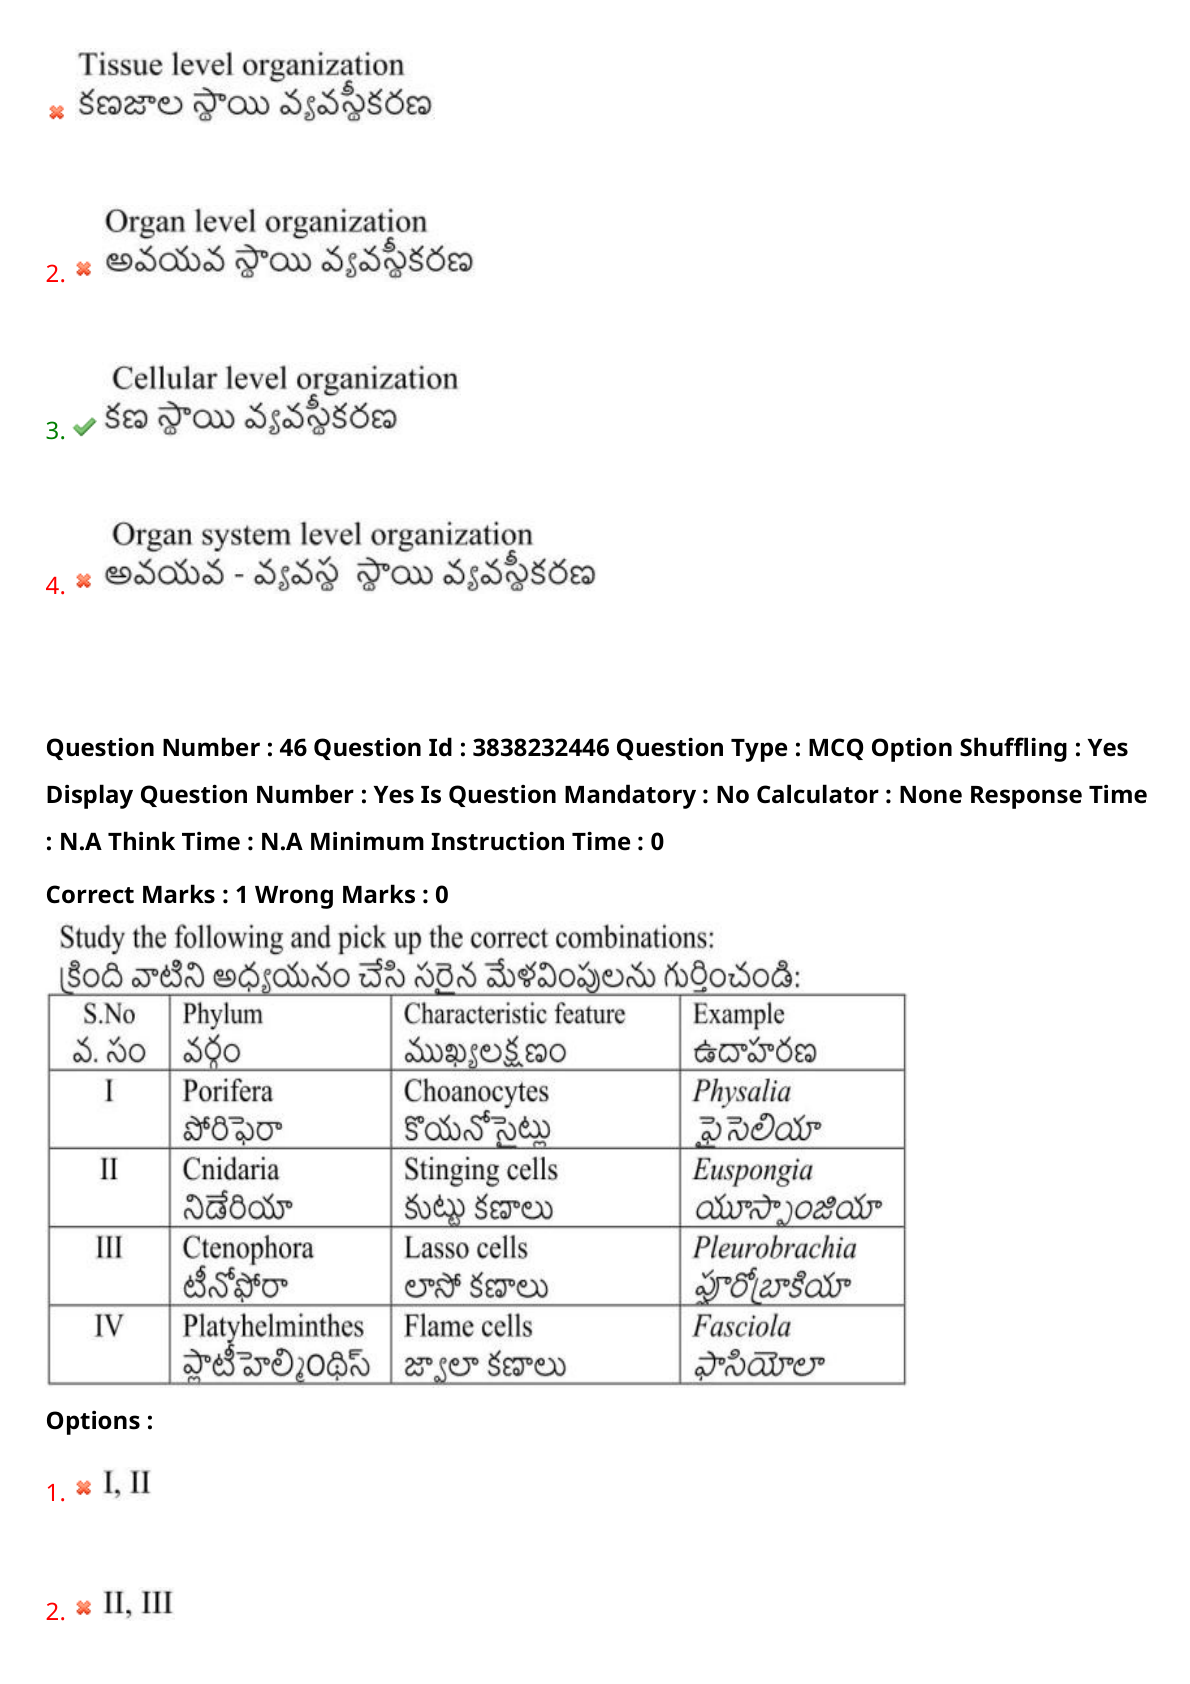 Tissue level organization
కణజాల స్థాయి వ్యవస్థీకరణ
Organ level organization
2. అవయవ స్థాయి వ్యవస్థీకరణ
Cellular level organization
3. కణ స్థాయి వ్యవస్థీకరణ
Organ system level organization
4. అవయవ - వ్యవస్థ స్థాయి వ్యవస్థీకరణ
Question Number : 46 Question Id : 3838232446 Question Type : MCQ Option Shuffling : Yes
Display Question Number : Yes Is Question Mandatory : No Calculator : None Response Time
: N.A Think Time : N.A Minimum Instruction Time : 0
Correct Marks : 1 Wrong Marks : 0
Study the following and pick up the correct combinations:
క్రింది వాటిని అధ్యయనం చేసి సరైన మేళవింపులను గుర్తించండి:
S.No Phylum Characteristic feature Example
వ. సం వర్గం ముఖ్యలక్షణం ఉదాహరణ
I Porifera Choanocytes Physalia
పోరిఫెరా కొయనోసైట్లు ఫైసెలియా
II Cnidaria Stinging cells Euspongia
నిడేరియా కుట్టు కణాలు యూస్పాంజియా
III Ctenophora Lasso cells Pleurobrachia
టీనోఫోరా లాసో కణాలు ప్లూరోబ్రాకియా
IV Platyhelminthes Flame cells Fasciola
ప్లాటీహెల్మింథిస్ జ్వాలా కణాలు ఫాసియోలా
Options :
1. I, II
2. II, III